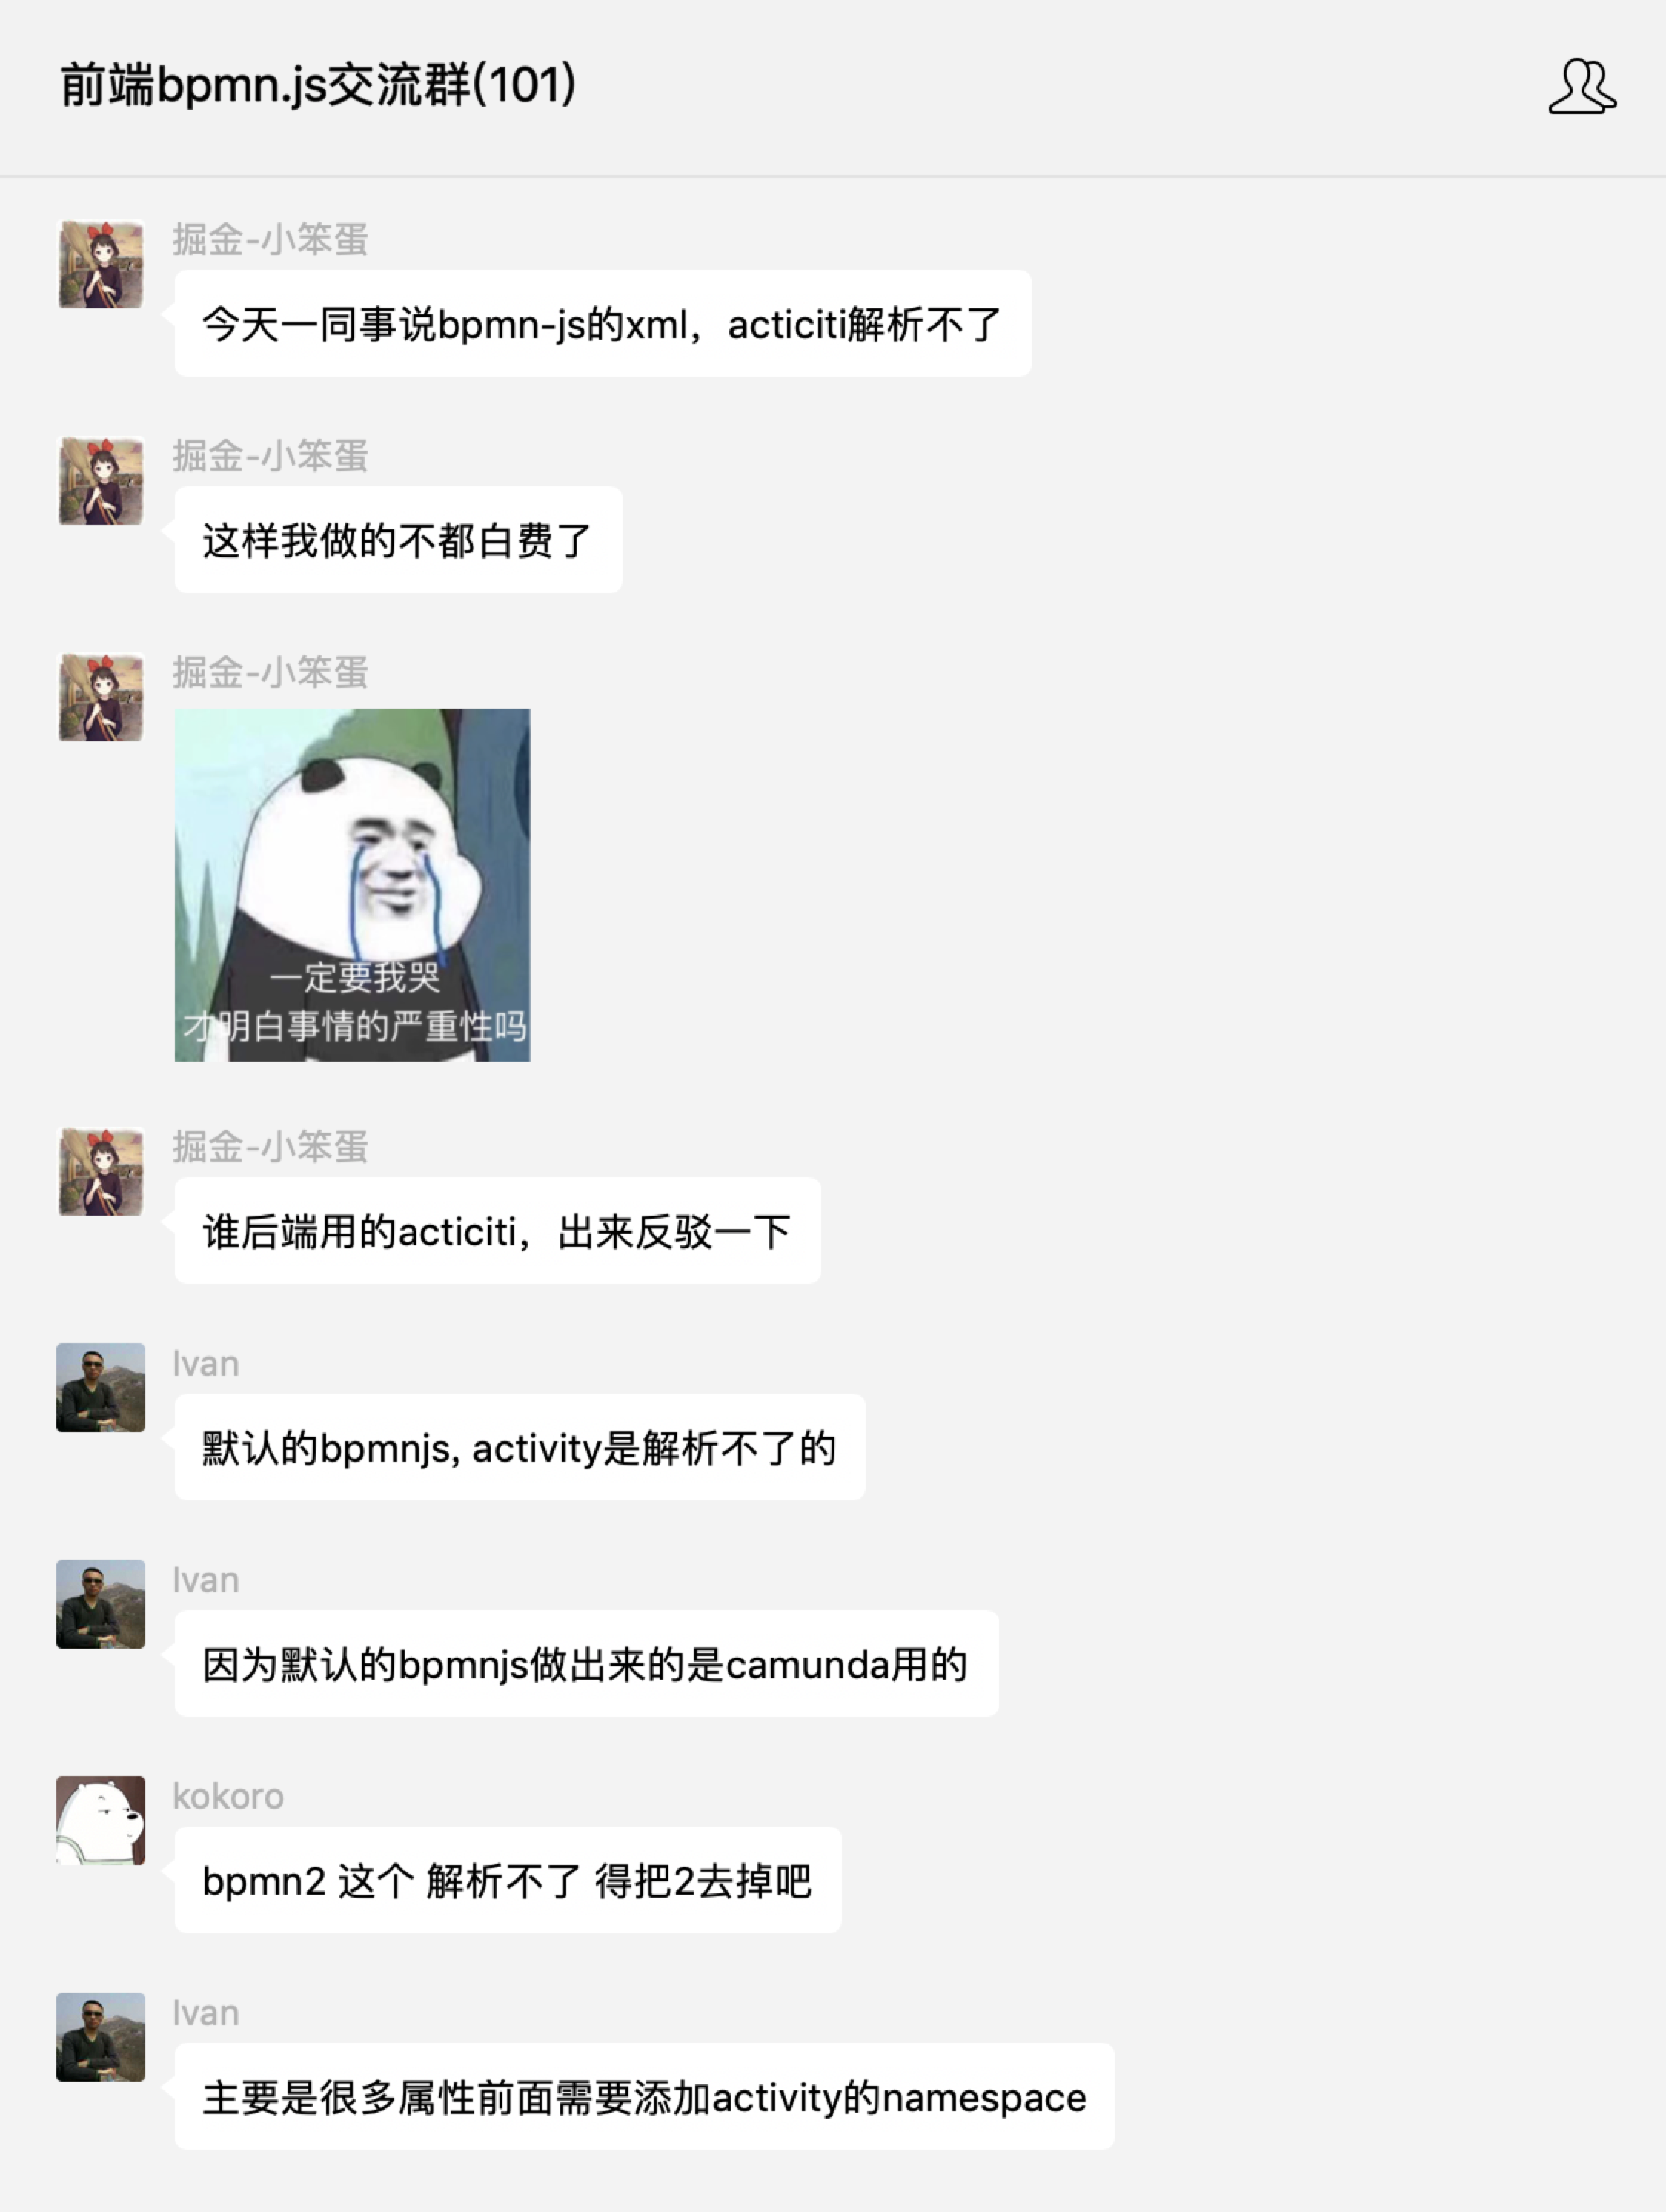 前端bpmn.js交流群(101)
掘金-小笨蛋
今天一同事说bpmn-js的xml，acticiti解析不了
掘金-小笨蛋
这样我做的不都白费了
掘金-小笨蛋
一定要我哭
才明白事情的严重性吗
掘金-小笨蛋
谁后端用的acticiti，出来反驳一下
Ivan
默认的bpmnjs, activity是解析不了的
Ivan
因为默认的bpmnjs做出来的是camunda用的
kokoro
bpmn2 这个 解析不了 得把2去掉吧
Ivan
主要是很多属性前面需要添加activity的namespace